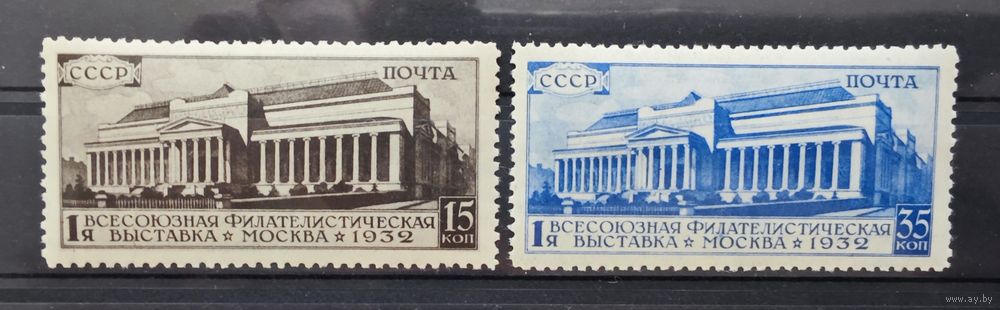 СССР
ПОЧТА
1я ВСЕСОЮЗНАЯ ФИЛАТЕЛИСТИЧЕСКАЯ
ВЫСТАВКА ☆ МОСКВА ☆ 1932
15 КОП
СССР
ПОЧТА
1я ВСЕСОЮЗНАЯ ФИЛАТЕЛИСТИЧЕСКАЯ
ВЫСТАВКА ☆ МОСКВА ☆ 1932
35 КОП
www.ay.by